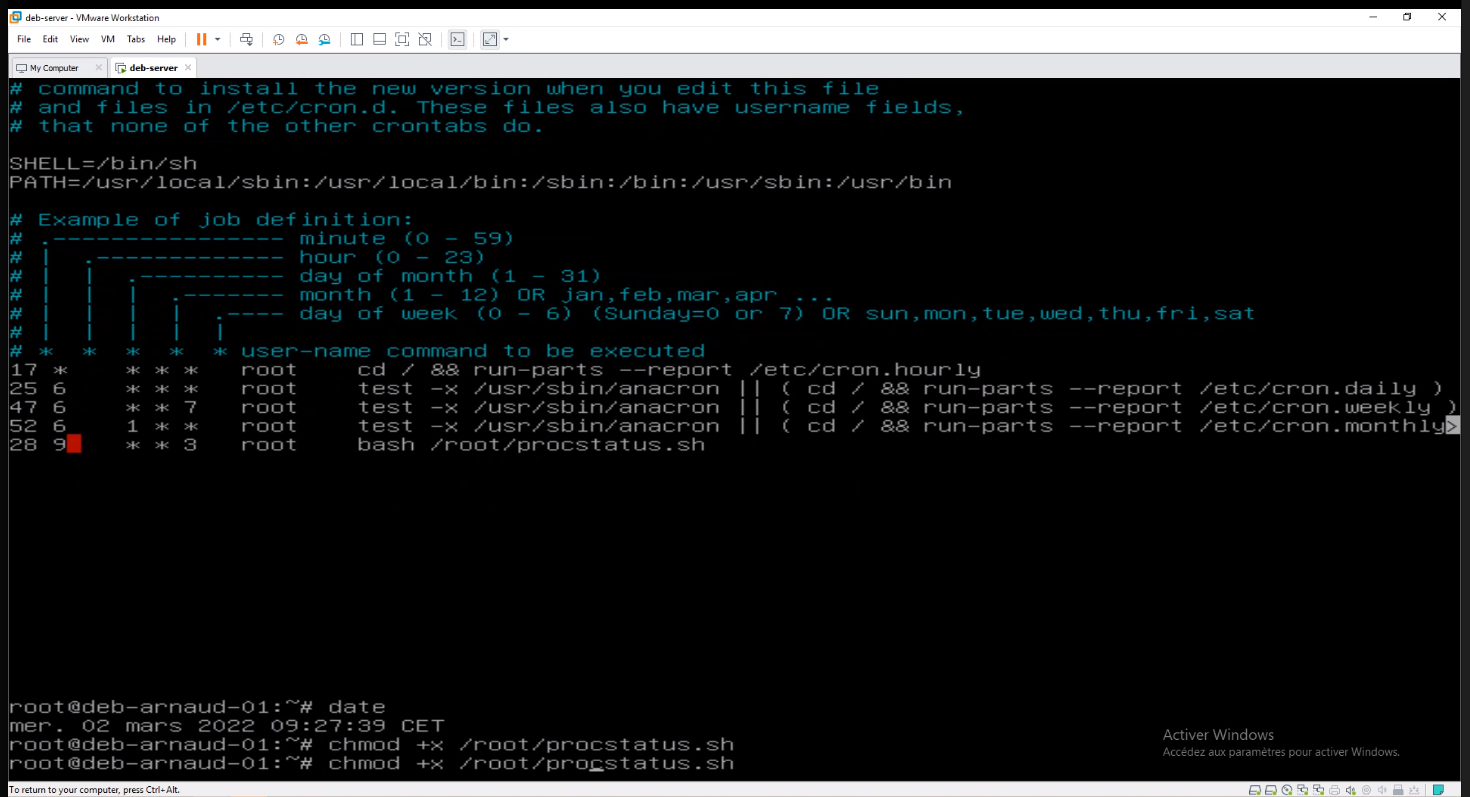 deb-server - VMware Workstation
File Edit View VM Tabs Help
My Computer deb-server
# command to install the new version when you edit this file
# and files in /etc/cron.d. These files also have username fields,
# that none of the other crontabs do.
SHELL=/bin/sh
PATH=/usr/local/sbin:/usr/local/bin:/sbin:/bin:/usr/sbin:/usr/bin
# Example of job definition:
# .---------------- minute (0 - 59)
# | .------------- hour (0 - 23)
# | | .---------- day of month (1 - 31)
# | | | .------- month (1 - 12) OR jan,feb,mar,apr ...
# | | | | .---- day of week (0 - 6) (Sunday=0 or 7) OR sun,mon,tue,wed,thu,fri,sat
# | | | | |
# * * * * * user-name command to be executed
17 * * * * root cd / && run-parts --report /etc/cron.hourly
25 6 * * * root test -x /usr/sbin/anacron || ( cd / && run-parts --report /etc/cron.daily )
47 6 * * 7 root test -x /usr/sbin/anacron || ( cd / && run-parts --report /etc/cron.weekly )
52 6 1 * * root test -x /usr/sbin/anacron || ( cd / && run-parts --report /etc/cron.monthly>
28 9 * * 3 root bash /root/procstatus.sh
root@deb-arnaud-01:~# date
mer. 02 mars 2022 09:27:39 CET
root@deb-arnaud-01:~# chmod +x /root/procstatus.sh
root@deb-arnaud-01:~# chmod +x /root/procstatus.sh
Activer Windows
Accédez aux paramètres pour activer Windows.
To return to your computer, press Ctrl+Alt.